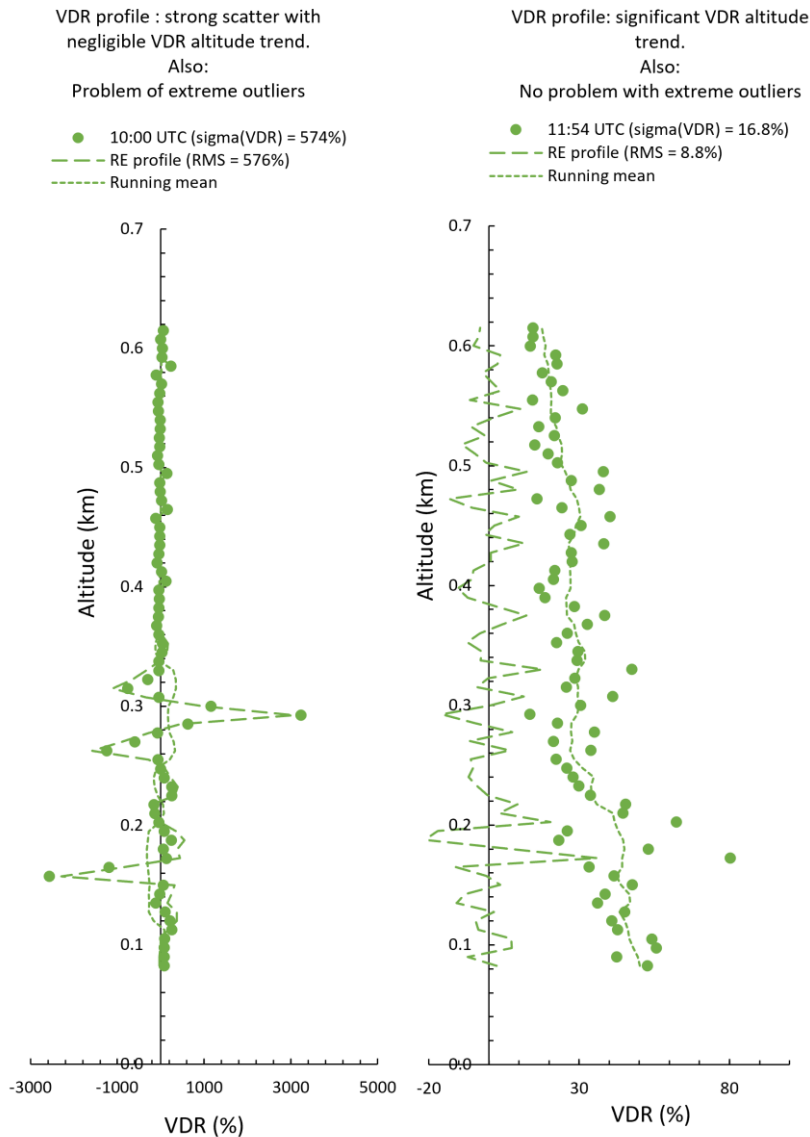 VDR profile : strong scatter with
negligible VDR altitude trend.
Also:
Problem of extreme outliers
10:00 UTC (sigma(VDR) = 574%)
RE profile (RMS = 576%)
Running mean
0.7
0.6
0.5
0.4
0.3
0.2
0.1
0.0
Altitude (km)
-3000
-1000
1000
3000
5000
VDR (%)
VDR profile: significant VDR altitude
trend.
Also:
No problem with extreme outliers
11:54 UTC (sigma(VDR) = 16.8%)
RE profile (RMS = 8.8%)
Running mean
0.7
0.6
0.5
0.4
0.3
0.2
0.1
0.0
Altitude (km)
-20
30
80
VDR (%)